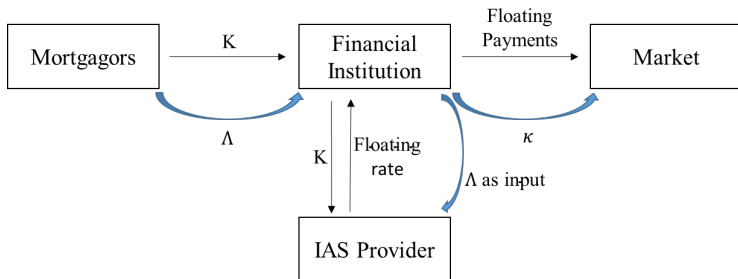 Mortgagors
K
Financial
Institution
Floating
Payments
Market
Λ
κ
K
Floating
rate
Λ as input
IAS Provider